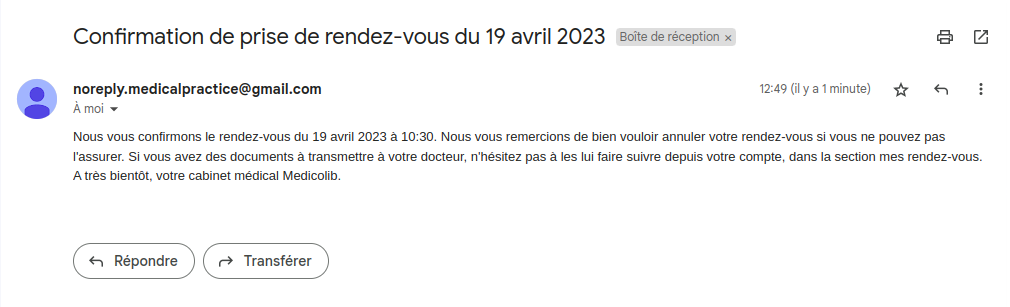 Confirmation de prise de rendez-vous du 19 avril 2023 Boîte de réception ×
noreply.medicalpractice@gmail.com 12:49 (il y a 1 minute)
À moi
Nous vous confirmons le rendez-vous du 19 avril 2023 à 10:30. Nous vous remercions de bien vouloir annuler votre rendez-vous si vous ne pouvez pas
l'assurer. Si vous avez des documents à transmettre à votre docteur, n'hésitez pas à les lui faire suivre depuis votre compte, dans la section mes rendez-vous.
A très bientôt, votre cabinet médical Medicolib.
Répondre Transférer